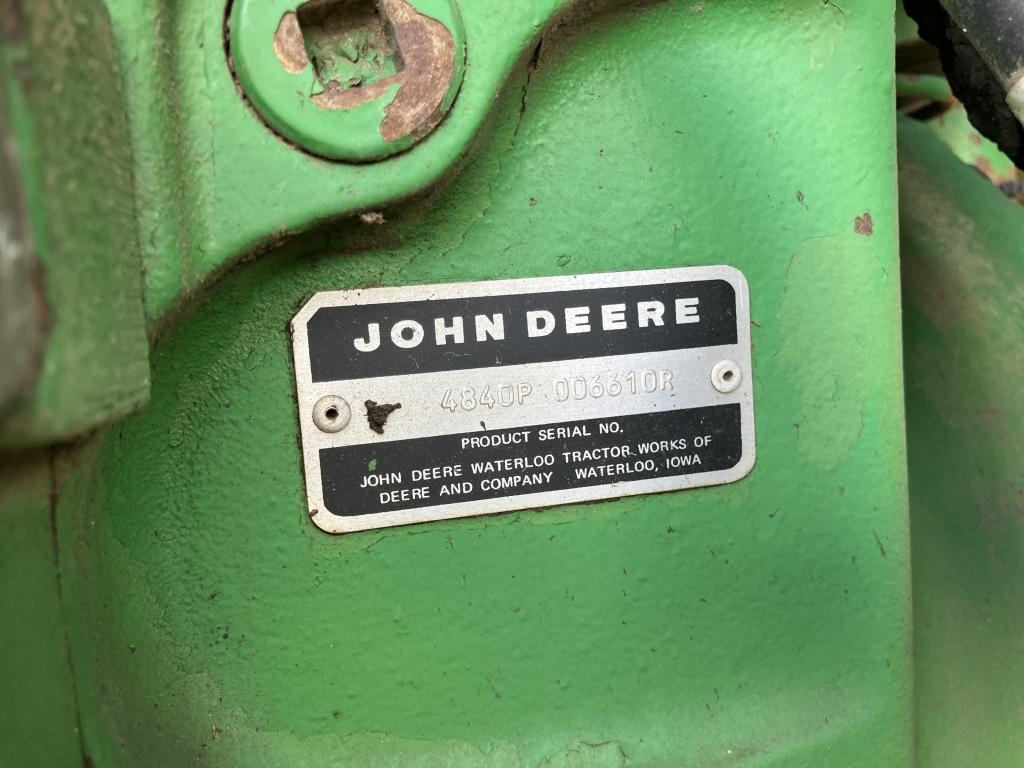 JOHN DEERE
4840P 006610R
PRODUCT SERIAL NO.
JOHN DEERE WATERLOO TRACTOR WORKS OF
DEERE AND COMPANY WATERLOO, IOWA